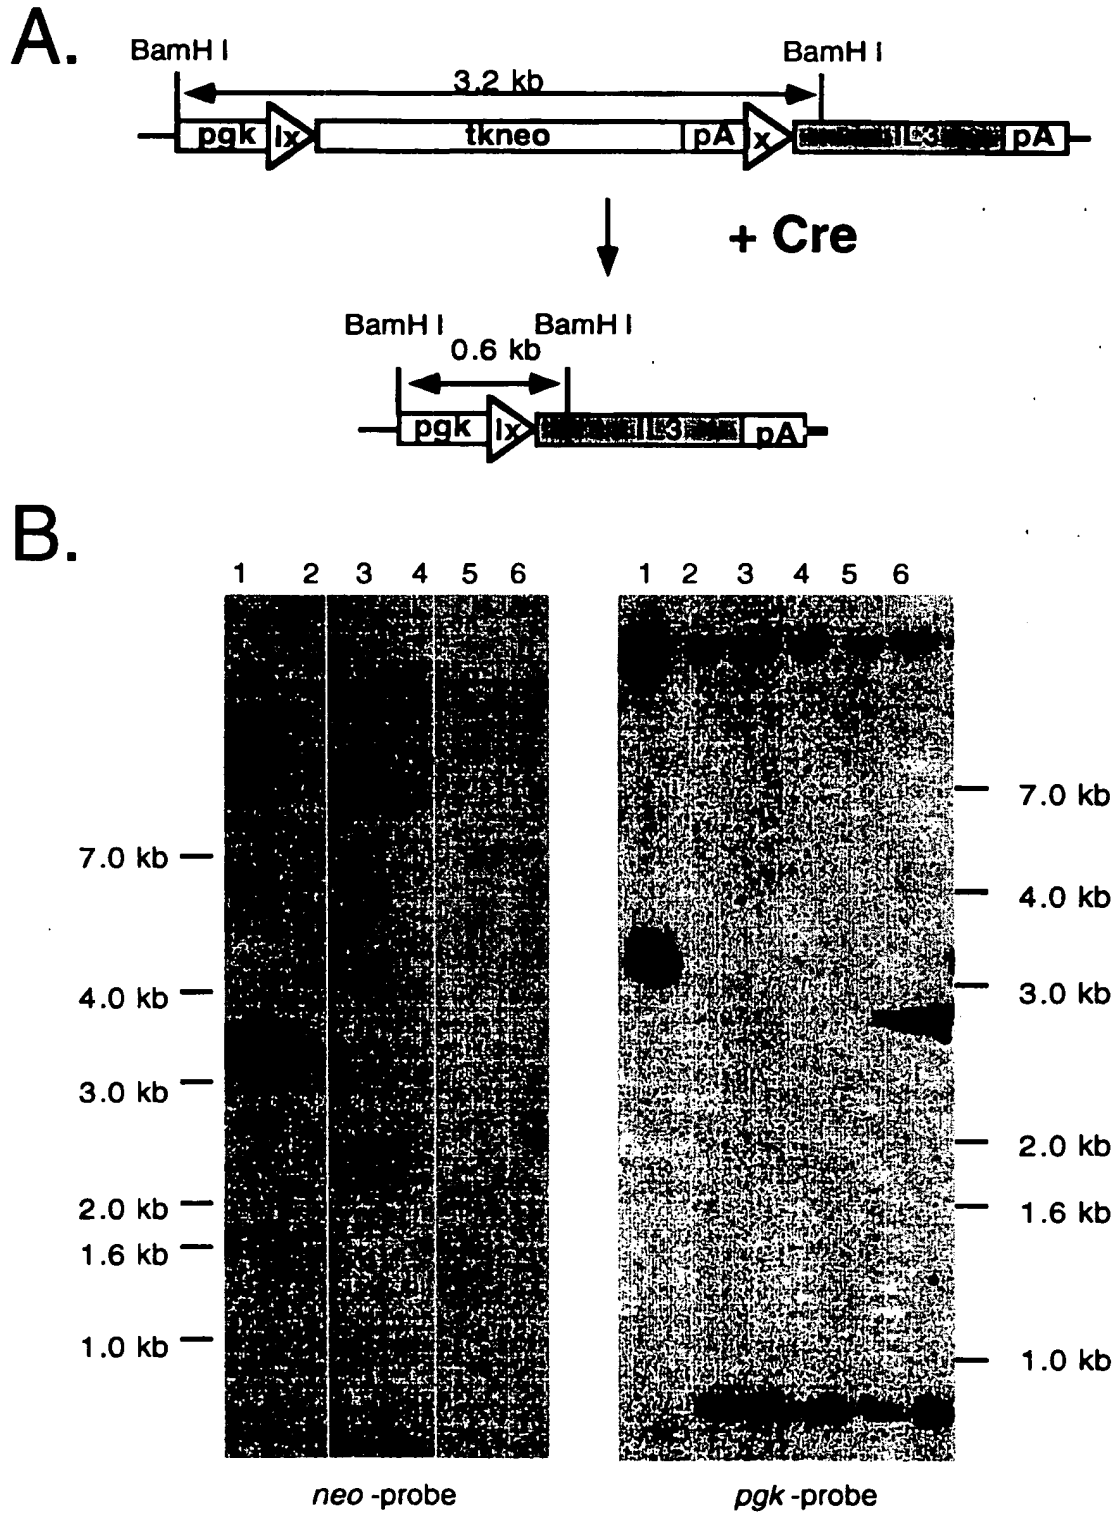 A.
BamH I BamH I
3.2 kb
pgk lx tkneo pA x IL3 pA
+ Cre
BamH I BamH I
0.6 kb
pgk lx IL3 pA
B.
1 2 3 4 5 6
1 2 3 4 5 6
7.0 kb
4.0 kb
3.0 kb
2.0 kb
1.6 kb
1.0 kb
7.0 kb
4.0 kb
3.0 kb
2.0 kb
1.6 kb
1.0 kb
neo -probe
pgk -probe